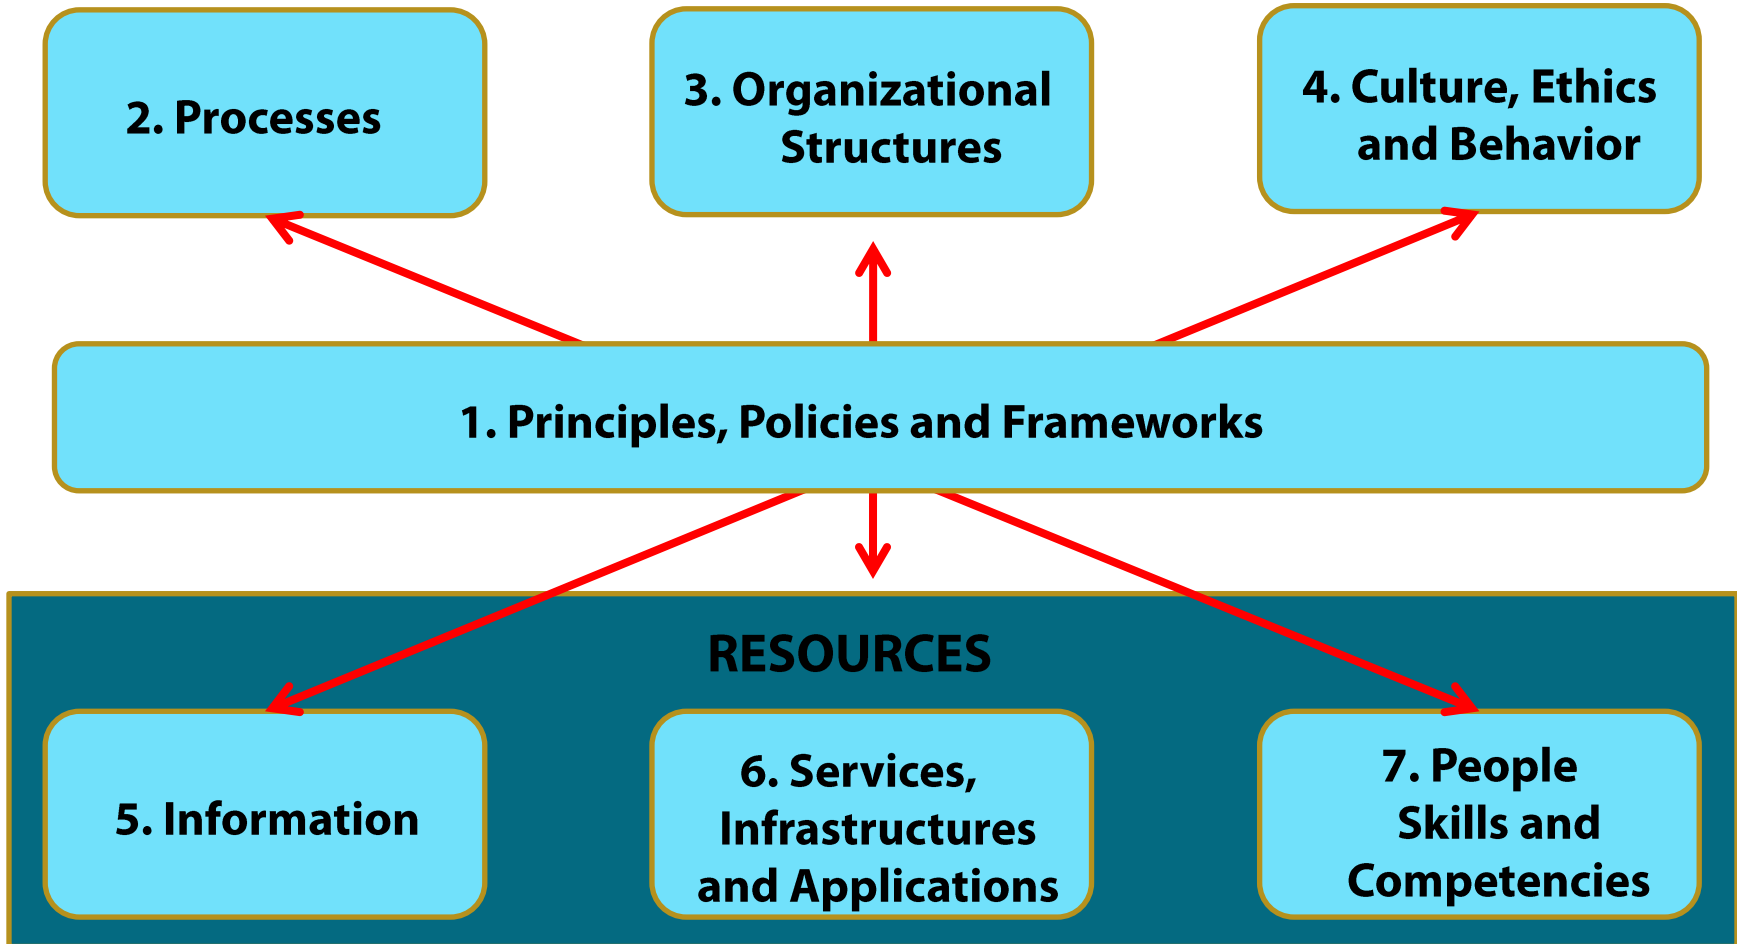 2. Processes
3. Organizational
Structures
4. Culture, Ethics
and Behavior
1. Principles, Policies and Frameworks
RESOURCES
5. Information
6. Services,
Infrastructures
and Applications
7. People
Skills and
Competencies